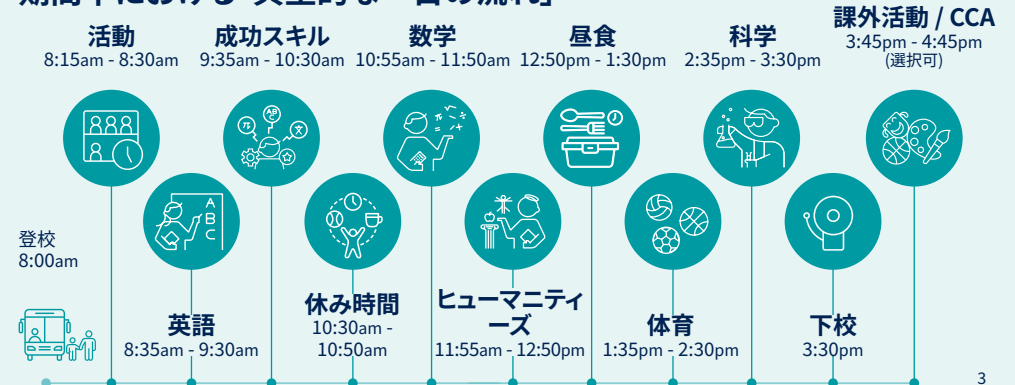 活動
8:15am - 8:30am
成功スキル
9:35am - 10:30am
数学
10:55am - 11:50am
昼食
12:50pm - 1:30pm
科学
2:35pm - 3:30pm
課外活動 / CCA
3:45pm - 4:45pm
(選択可)
登校
8:00am
英語
8:35am - 9:30am
休み時間
10:30am -
10:50am
ヒューマニティ
ーズ
11:55am - 12:50pm
体育
1:35pm - 2:30pm
下校
3:30pm
3